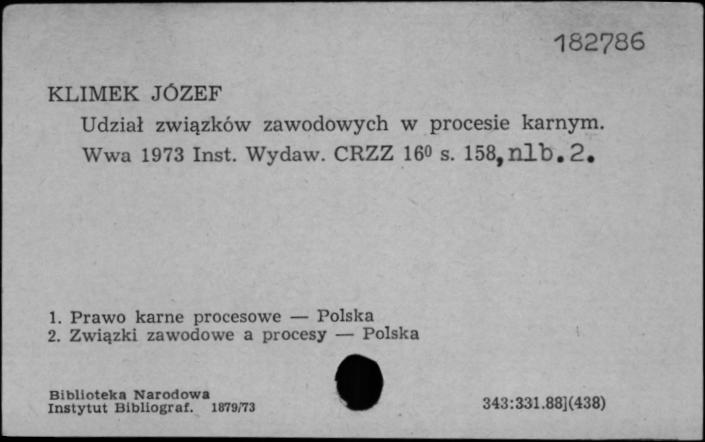 182786
KLIMEK JÓZEF
Udział związków zawodowych w procesie karnym.
Wwa 1973 Inst. Wydaw. CRZZ 16⁰ s. 158, nlb. 2.
1. Prawo karne procesowe — Polska
2. Związki zawodowe a procesy — Polska
Biblioteka Narodowa
Instytut Bibliograf. 1879/73
343:331.88](438)